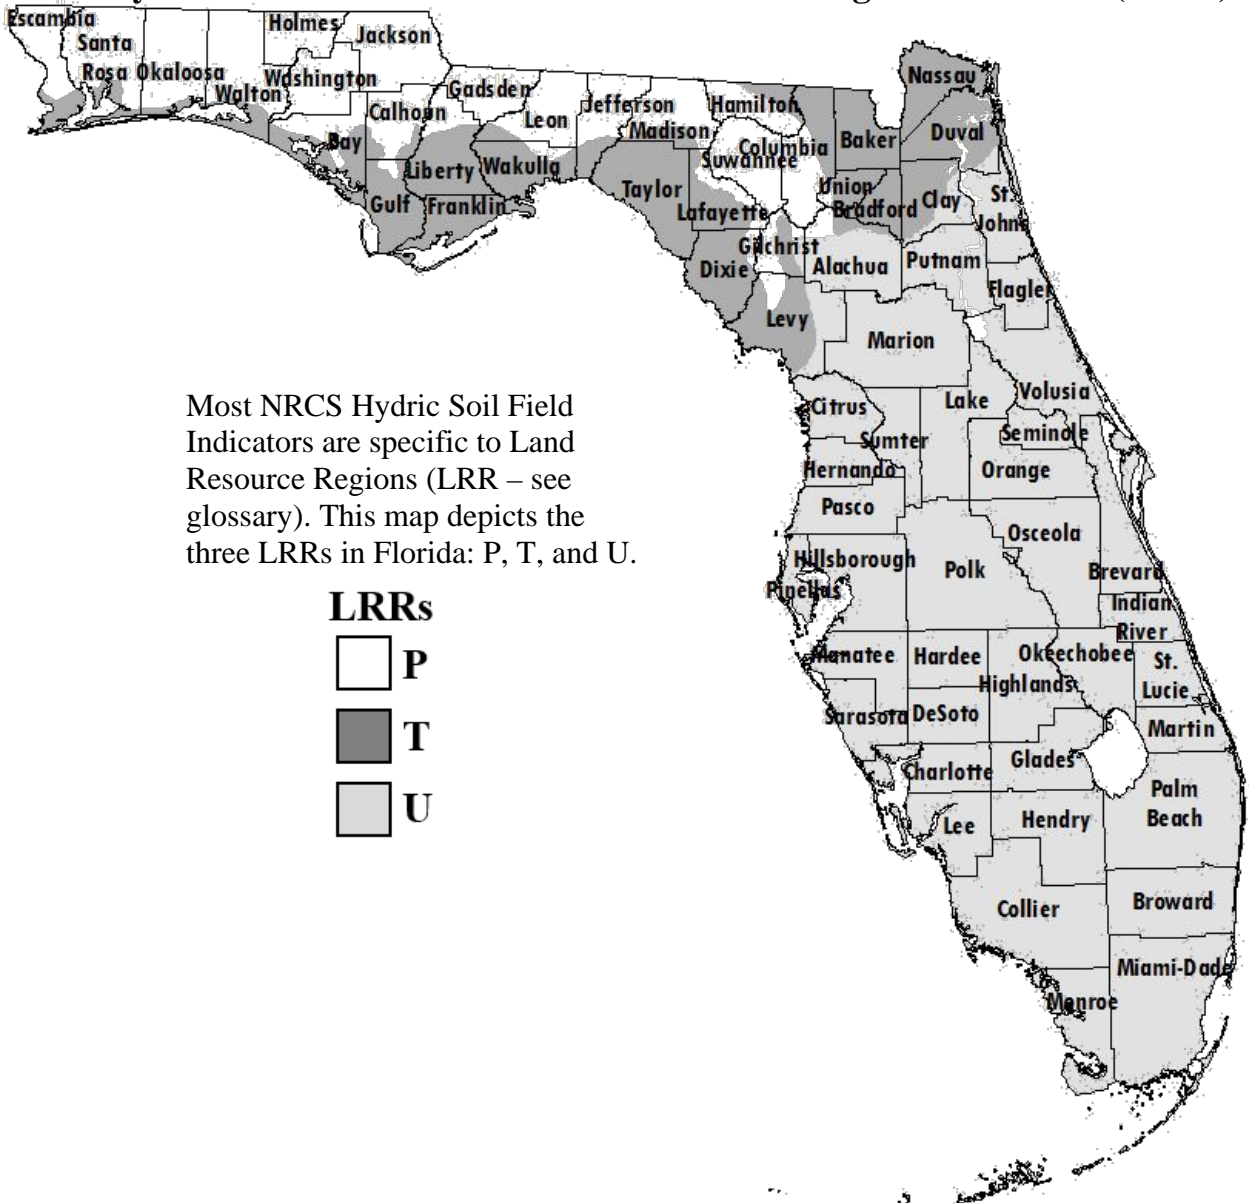 Escambia
Santa
Rosa
Okaloosa
Walton
Holmes
Washington
Jackson
Calhoun
Bay
Gulf
Gadsden
Liberty
Franklin
Leon
Wakulla
Jefferson
Madison
Taylor
Hamilton
Suwannee
Columbia
Lafayette
Dixie
Gilchrist
Levy
Baker
Union
Bradford
Nassau
Duval
Clay
St.
Johns
Alachua
Putnam
Flagler
Marion
Volusia
Citrus
Sumter
Lake
Seminole
Hernando
Orange
Pasco
Osceola
Hillsborough
Pinellas
Polk
Brevard
Indian
River
Manatee
Hardee
Okeechobee
St.
Lucie
Highlands
Sarasota
DeSoto
Martin
Charlotte
Glades
Palm
Beach
Lee
Hendry
Collier
Broward
Miami-Dade
Monroe
Most NRCS Hydric Soil Field
Indicators are specific to Land
Resource Regions (LRR – see
glossary). This map depicts the
three LRRs in Florida: P, T, and U.
LRRs
P
T
U